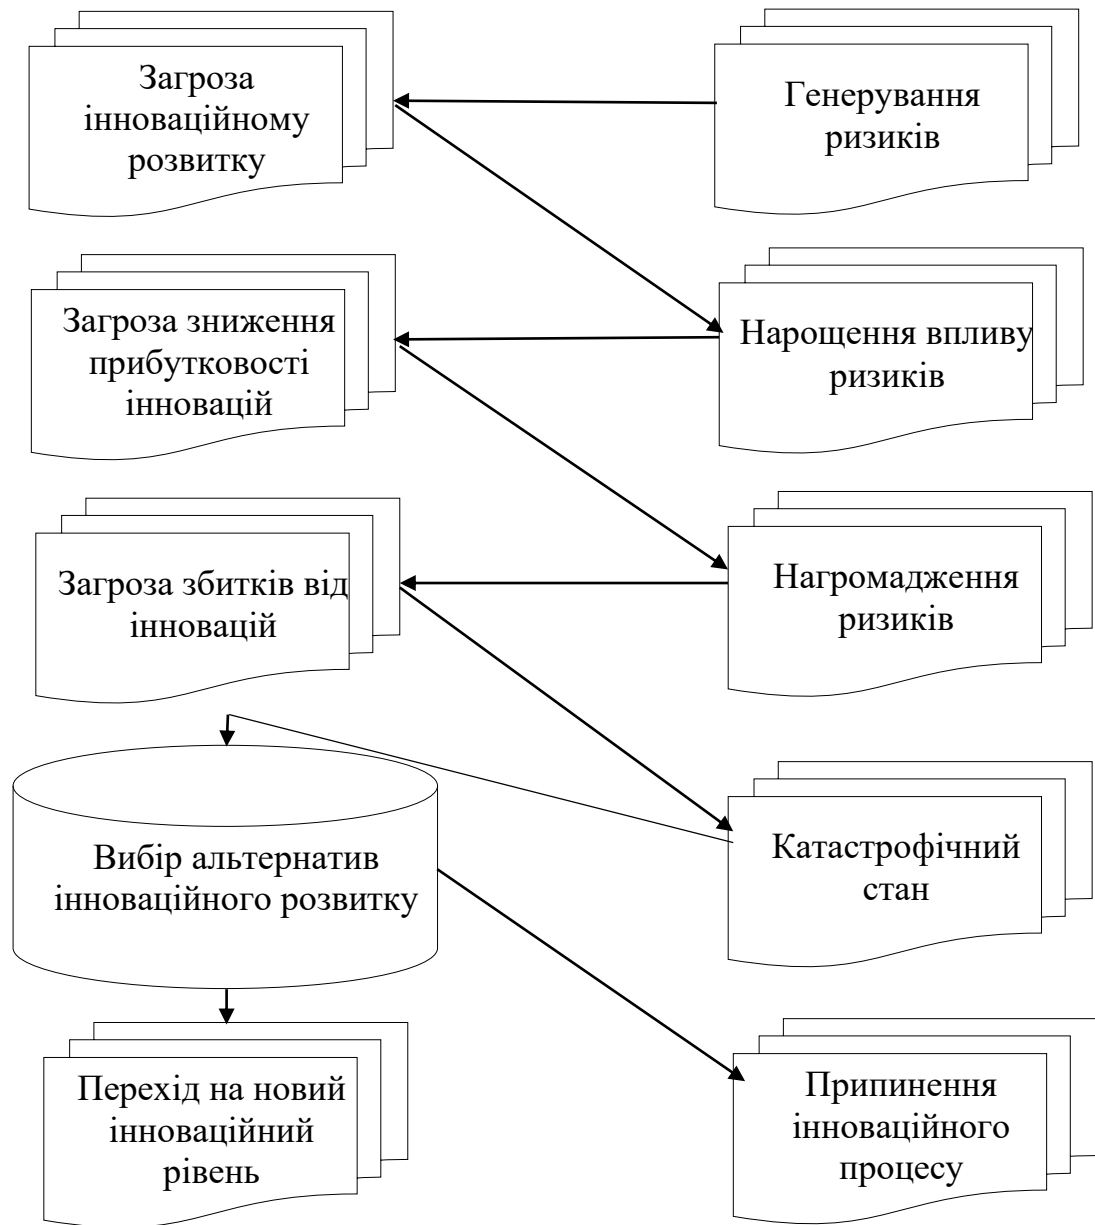 Загроза
інноваційному
розвитку
Генерування
ризиків
Загроза зниження
прибутковості
інновацій
Нарощення впливу
ризиків
Загроза збитків від
інновацій
Нагромадження
ризиків
Вибір альтернатив
інноваційного розвитку
Катастрофічний
стан
Перехід на новий
інноваційний
рівень
Припинення
інноваційного
процесу